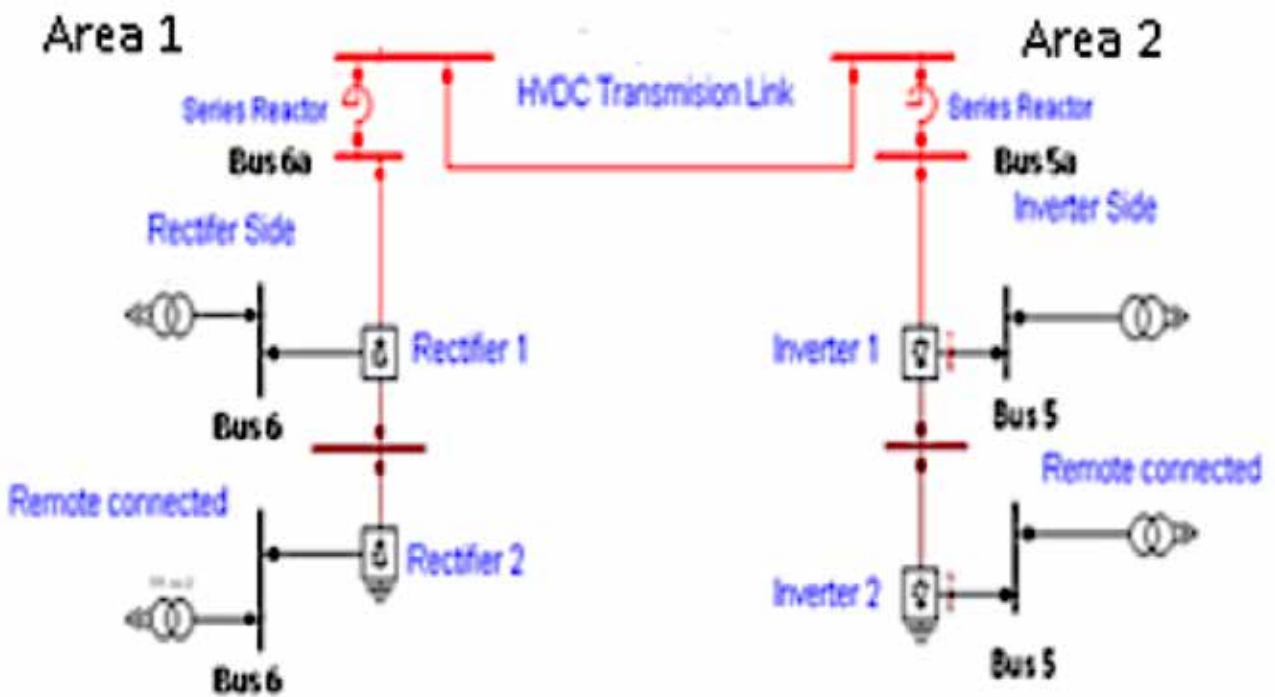 Area 1
Area 2
HVDC Transmision Link
Series Reactor
Series Reactor
Bus 6a
Bus 5a
Rectifer Side
Inverter Side
Rectifier 1
Inverter 1
Bus 6
Bus 5
Remote connected
Remote connected
Rectifier 2
Inverter 2
Bus 6
Bus 5